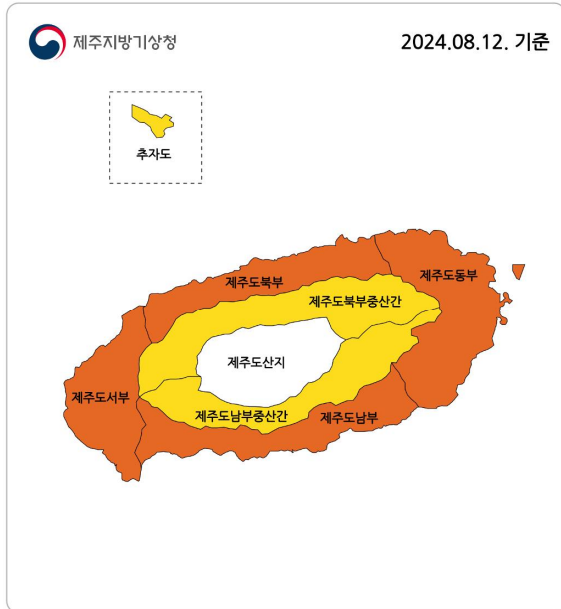 제주지방기상청
2024.08.12. 기준
추자도
제주도북부
제주도동부
제주도북부중산간
제주도산지
제주도서부
제주도남부중산간
제주도남부